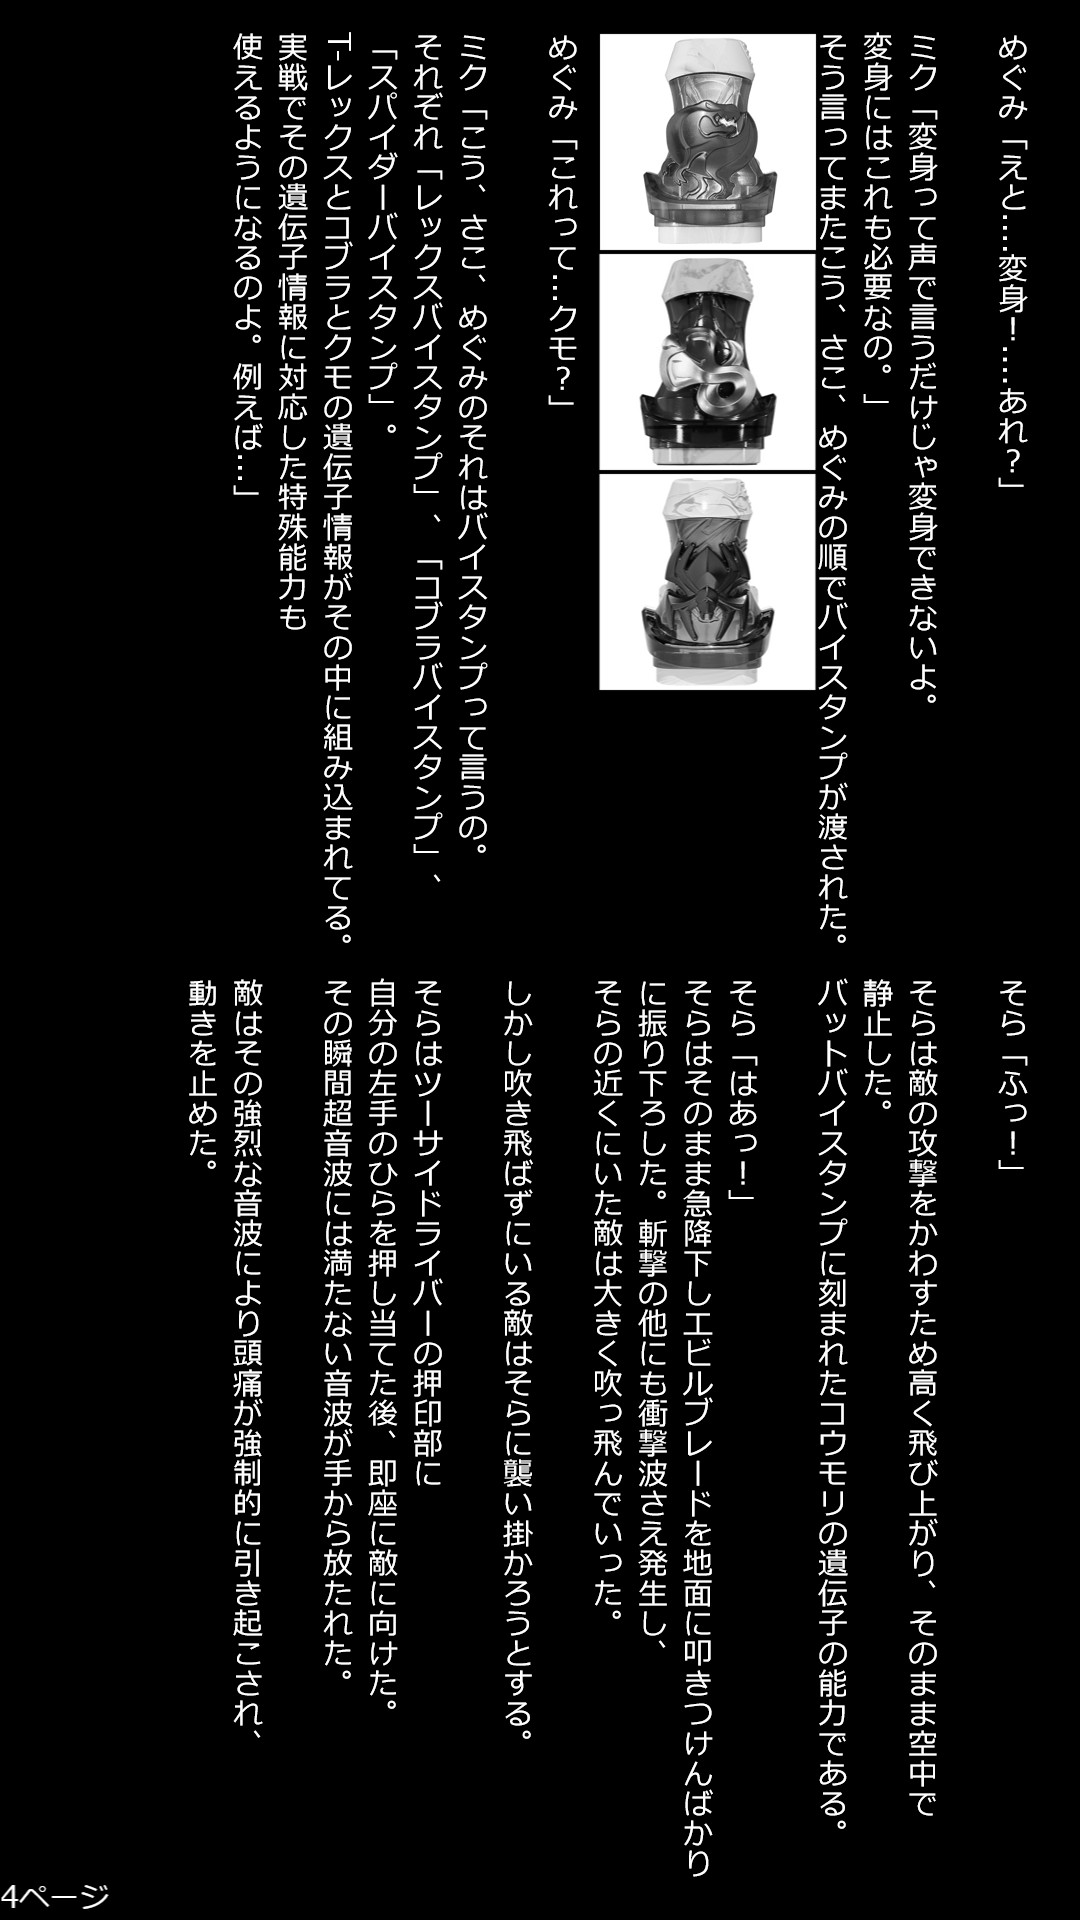 めぐみ「えと…変身！……あれ？」
ミク「変身って声で言うだけじゃ変身できないよ。
変身にはこれも必要なの。」
そう言ってまたこう、さこ、めぐみの順でバイスタンプが渡された。
めぐみ「これって…クモ？」
ミク「こう、さこ、めぐみのそれはバイスタンプって言うの。
それぞれ「レックスバイスタンプ」、「コブラバイスタンプ」、
「スパイダーバイスタンプ」。
T-レックスとコブラとクモの遺伝子情報がその中に組み込まれてる。
実戦でその遺伝子情報に対応した特殊能力も
使えるようになるのよ。例えば…」
そら「ふっ！」
そらは敵の攻撃をかわすため高く飛び上がり、そのまま空中で
静止した。
バットバイスタンプに刻まれたコウモリの遺伝子の能力である。
そら「はあっ！」
そらはそのまま急降下しエビルブレードを地面に叩きつけんばかり
に振り下ろした。斬撃の他にも衝撃波さえ発生し、
そらの近くにいた敵は大きく吹っ飛んでいった。
しかし吹き飛ばずにいる敵はそらに襲い掛かろうとする。
そらはツーサイドライバーの押印部に
自分の左手のひらを押し当てた後、即座に敵に向けた。
その瞬間超音波には満たない音波が手から放たれた。
敵はその強烈な音波により頭痛が強制的に引き起こされ、
動きを止めた。
4ページ